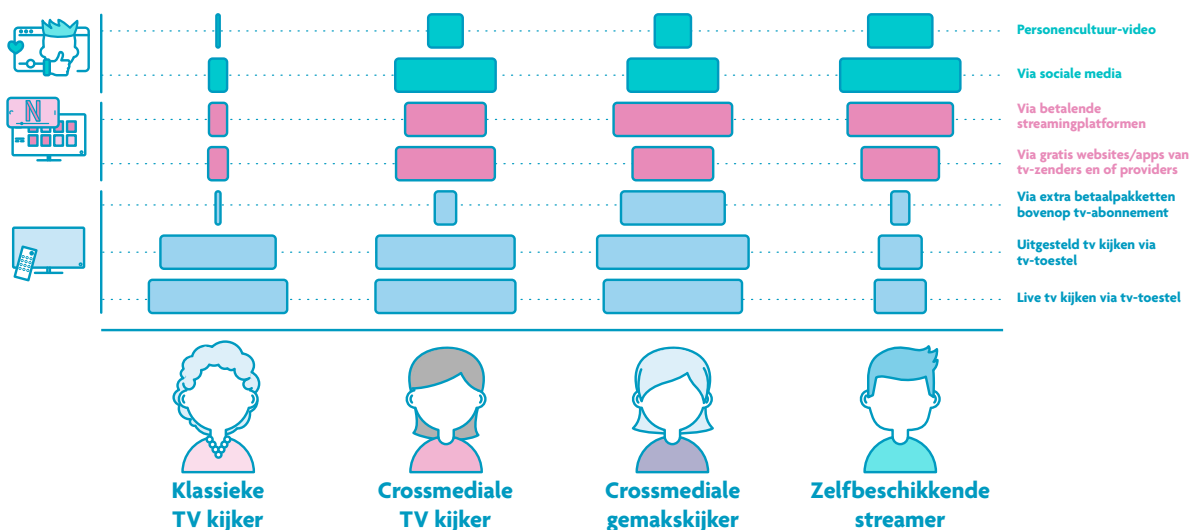 Personencultuur-video
Via sociale media
N
Via betalende
streamingplatformen
Via gratis websites/apps van
tv-zenders en of providers
Via extra betaalpakketten
bovenop tv-abonnement
Uitgesteld tv kijken via
tv-toestel
Live tv kijken via tv-toestel
Klassieke
TV kijker
Crossmediale
TV kijker
Crossmediale
gemakskijker
Zelfbeschikkende
streamer